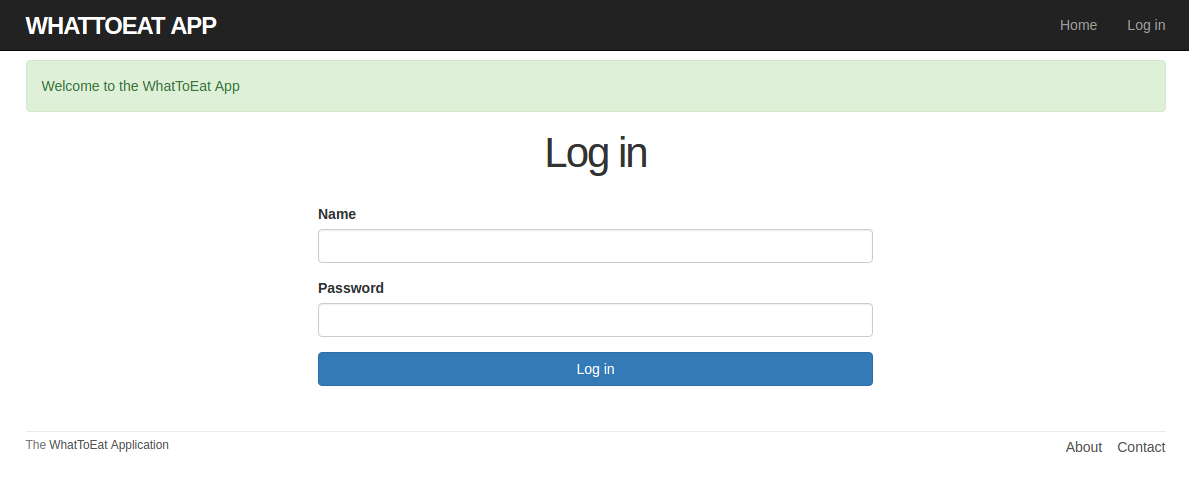 WHATTOEAT APP Home Log in
Welcome to the WhatToEat App
Log in
Name
Password
Log in
The WhatToEat Application About Contact